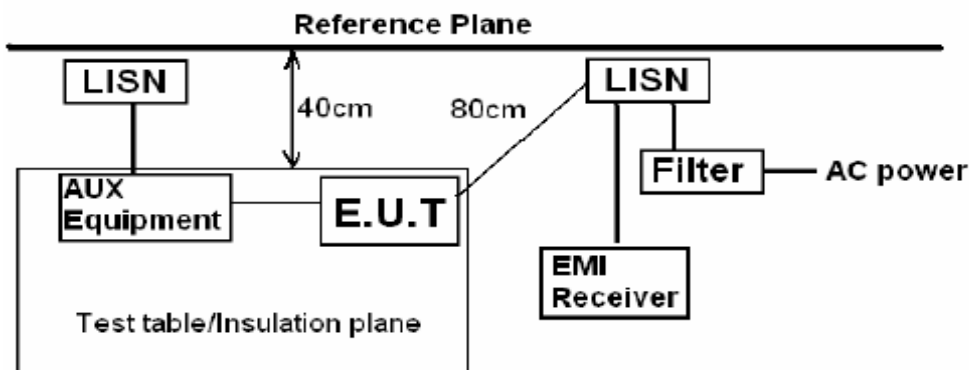 Reference Plane
LISN
40cm
80cm
LISN
Filter
AC power
AUX
Equipment
E.U.T
EMI
Receiver
Test table/Insulation plane